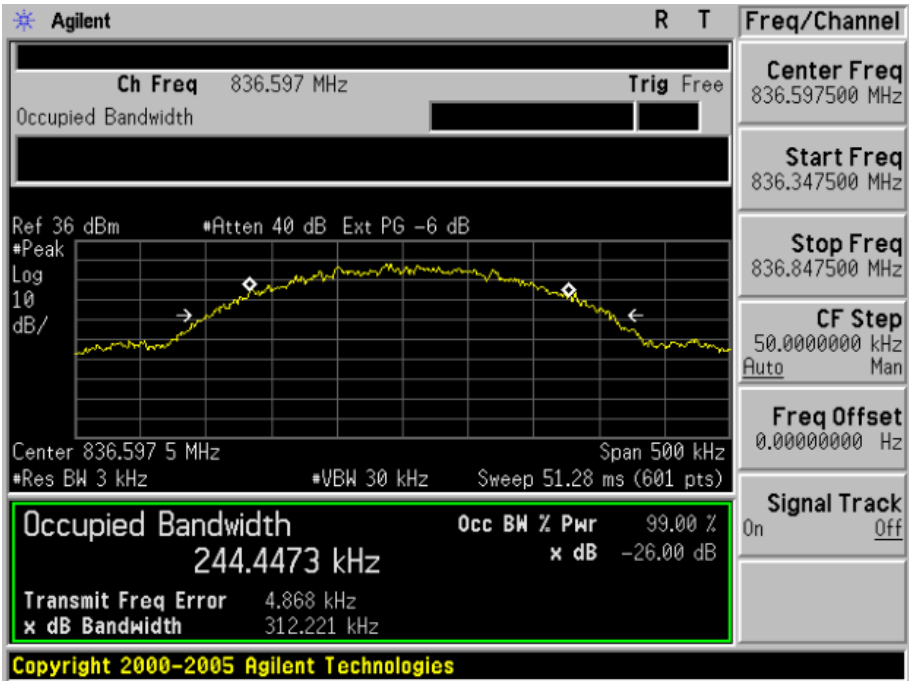 Agilent R T Freq/Channel
Ch Freq 836.597 MHz Trig Free
Occupied Bandwidth
Center Freq
836.597500 MHz
Start Freq
836.347500 MHz
Stop Freq
836.847500 MHz
CF Step
50.0000000 kHz
Auto Man
Freq Offset
0.00000000 Hz
Signal Track
On Off
Ref 36 dBm #Atten 40 dB Ext PG -6 dB
#Peak
Log
10
dB/
Center 836.597 5 MHz Span 500 kHz
#Res BW 3 kHz #VBW 30 kHz Sweep 51.28 ms (601 pts)
Occupied Bandwidth Occ BW % Pwr 99.00 %
244.4473 kHz x dB -26.00 dB
Transmit Freq Error 4.868 kHz
x dB Bandwidth 312.221 kHz
Copyright 2000-2005 Agilent Technologies